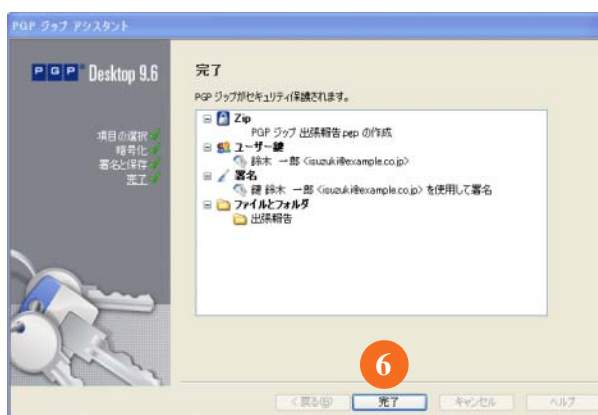 PGP ジップ アシスタント
PGP Desktop 9.6
項目の選択
暗号化
署名と保存
完了
完了
PGP ジップがセキュリティ保護されます。
Zip
PGP ジップ 出張報告.pgp の作成
ユーザー鍵
鈴木 一郎 <isuzuki@example.co.jp>
署名
鍵 鈴木 一郎 <isuzuki@example.co.jp> を使用して署名
ファイルとフォルダ
出張報告
6
< 戻る(B)
完了
キャンセル
ヘルプ